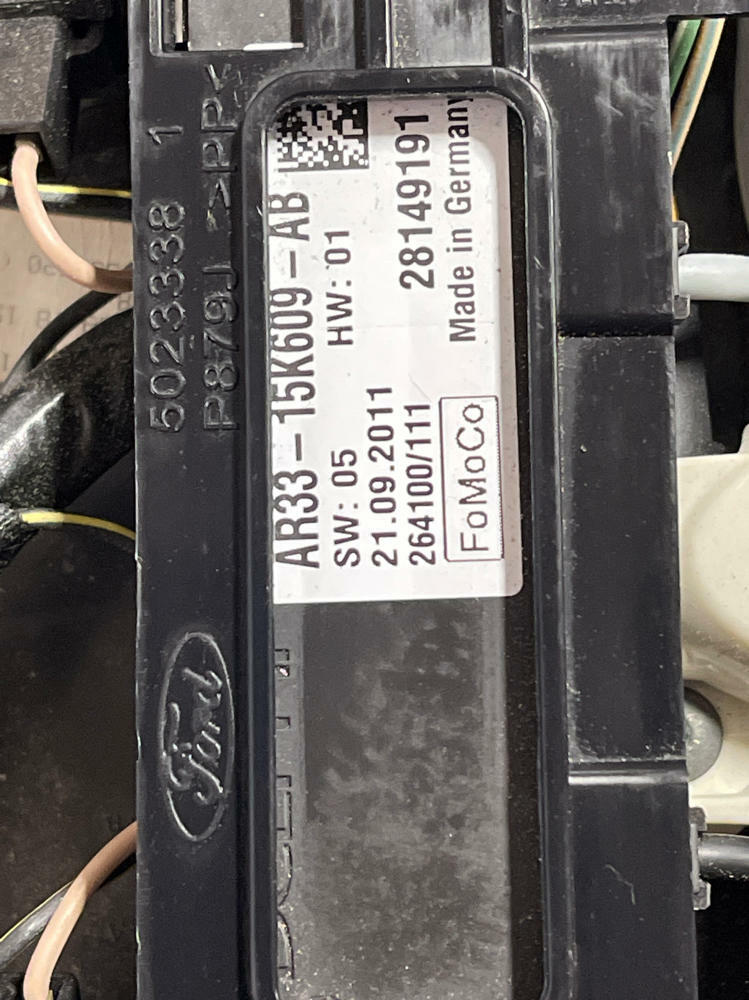 5023338 1
P879J >PP<
AR33-15K609-AB
SW: 05 HW: 01
21.09.2011
264100/111 28149191
FoMoCo Made in Germany
Ford